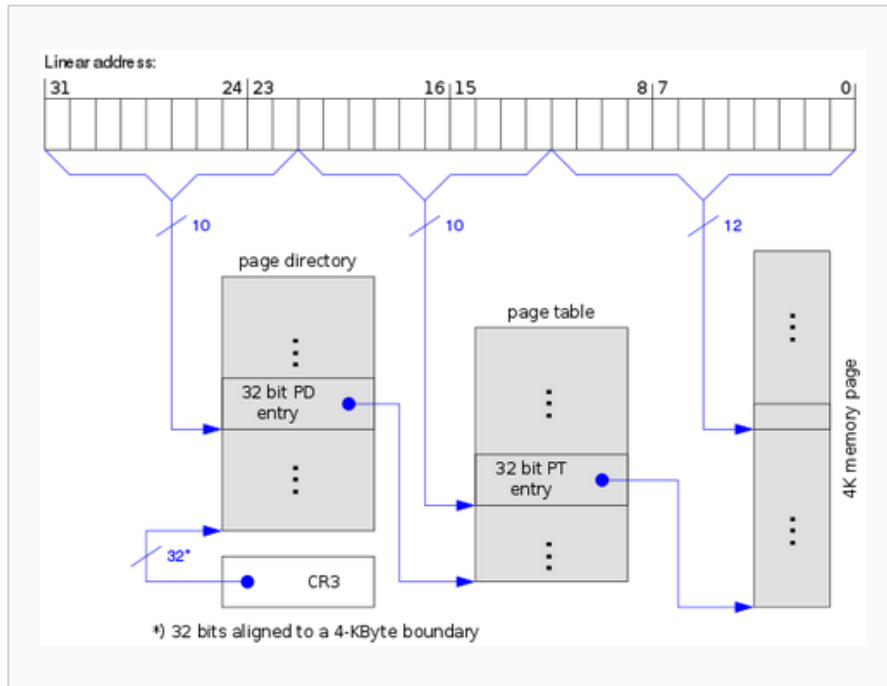 Linear address:
31 24 23 16 15 8 7 0
10 10 12
page directory
page table
32 bit PD
entry
32 bit PT
entry
4K memory page
32*
CR3
*) 32 bits aligned to a 4-KByte boundary